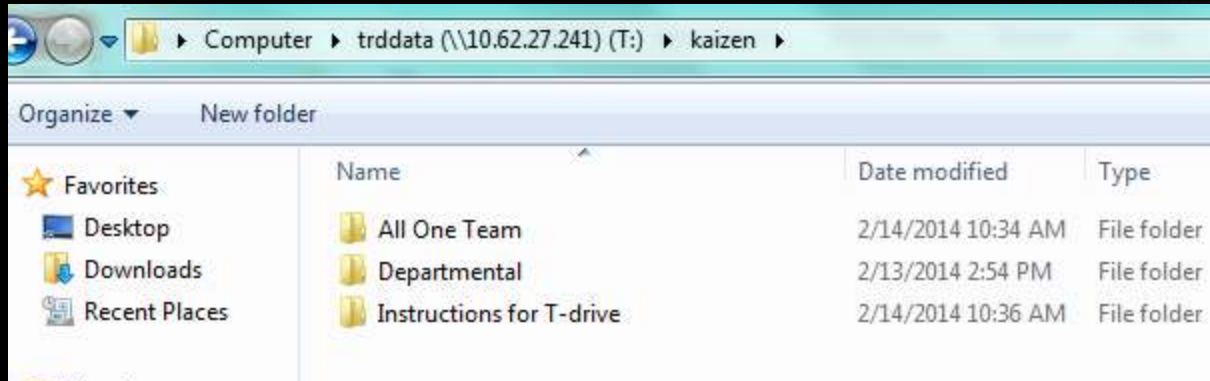 Computer ▸ trddata (\\10.62.27.241) (T:) ▸ kaizen ▸
Organize ▾ New folder
Favorites
Desktop
Downloads
Recent Places
Name Date modified Type
All One Team 2/14/2014 10:34 AM File folder
Departmental 2/13/2014 2:54 PM File folder
Instructions for T-drive 2/14/2014 10:36 AM File folder